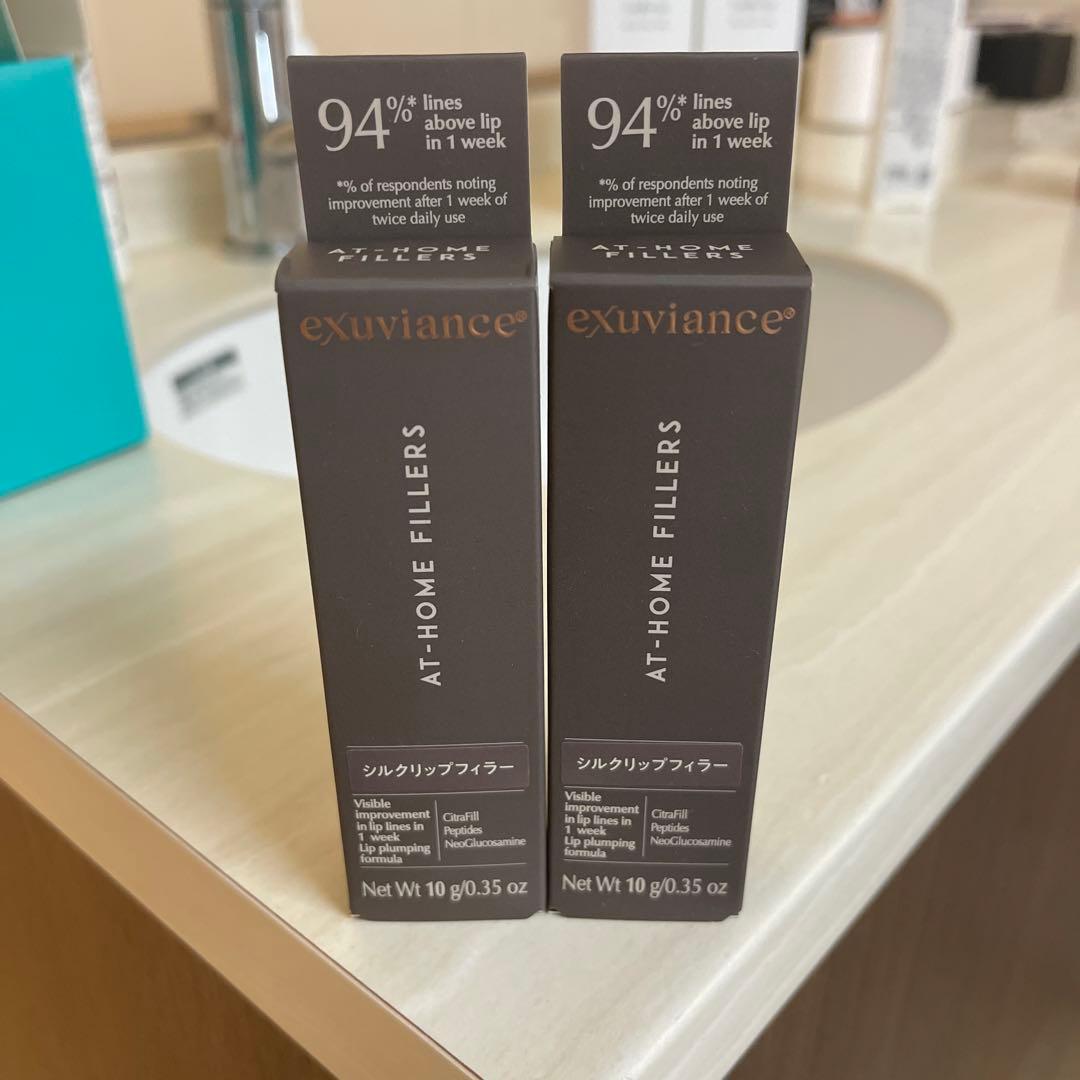 94%* lines
above lip
in 1 week
*% of respondents noting
improvement after 1 week of
twice daily use
AT-HOME
FILLERS
exuviance®
AT-HOME FILLERS
シルクリップフィラー
Visible
improvement
in lip lines in
1 week
Lip plumping
formula
CitraFill
Peptides
NeoGlucosamine
Net Wt 10 g/0.35 oz
94%* lines
above lip
in 1 week
*% of respondents noting
improvement after 1 week of
twice daily use
AT-HOME
FILLERS
exuviance®
AT-HOME FILLERS
シルクリップフィラー
Visible
improvement
in lip lines in
1 week
Lip plumping
formula
CitraFill
Peptides
NeoGlucosamine
Net Wt 10 g/0.35 oz